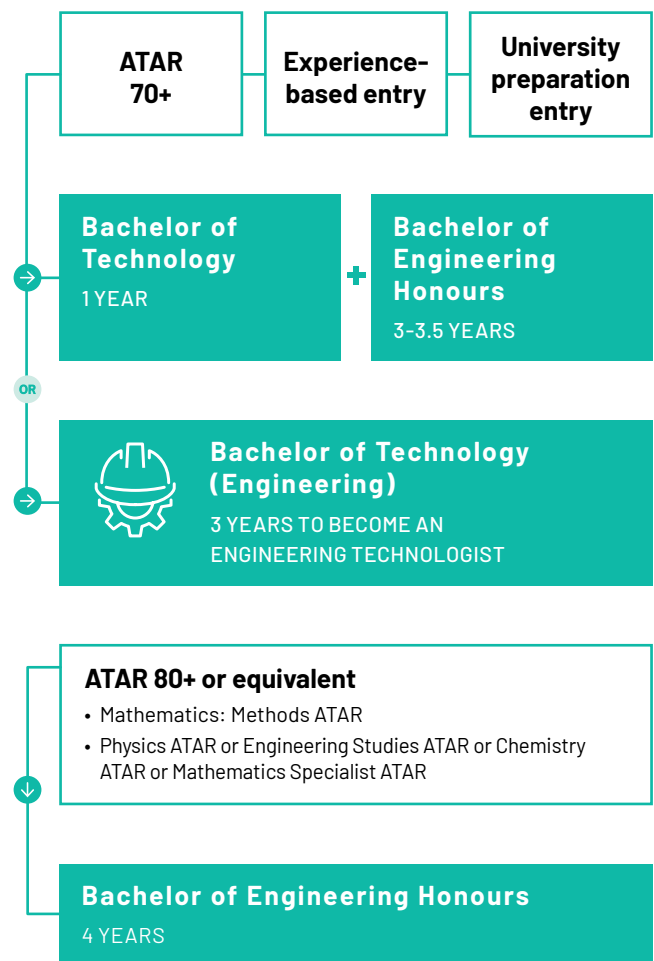 ATAR
70+
Experience-
based entry
University
preparation
entry
Bachelor of
Technology
1 YEAR
+
Bachelor of
Engineering
Honours
3-3.5 YEARS
OR
Bachelor of Technology
(Engineering)
3 YEARS TO BECOME AN
ENGINEERING TECHNOLOGIST
ATAR 80+ or equivalent
• Mathematics: Methods ATAR
• Physics ATAR or Engineering Studies ATAR or Chemistry
ATAR or Mathematics Specialist ATAR
Bachelor of Engineering Honours
4 YEARS